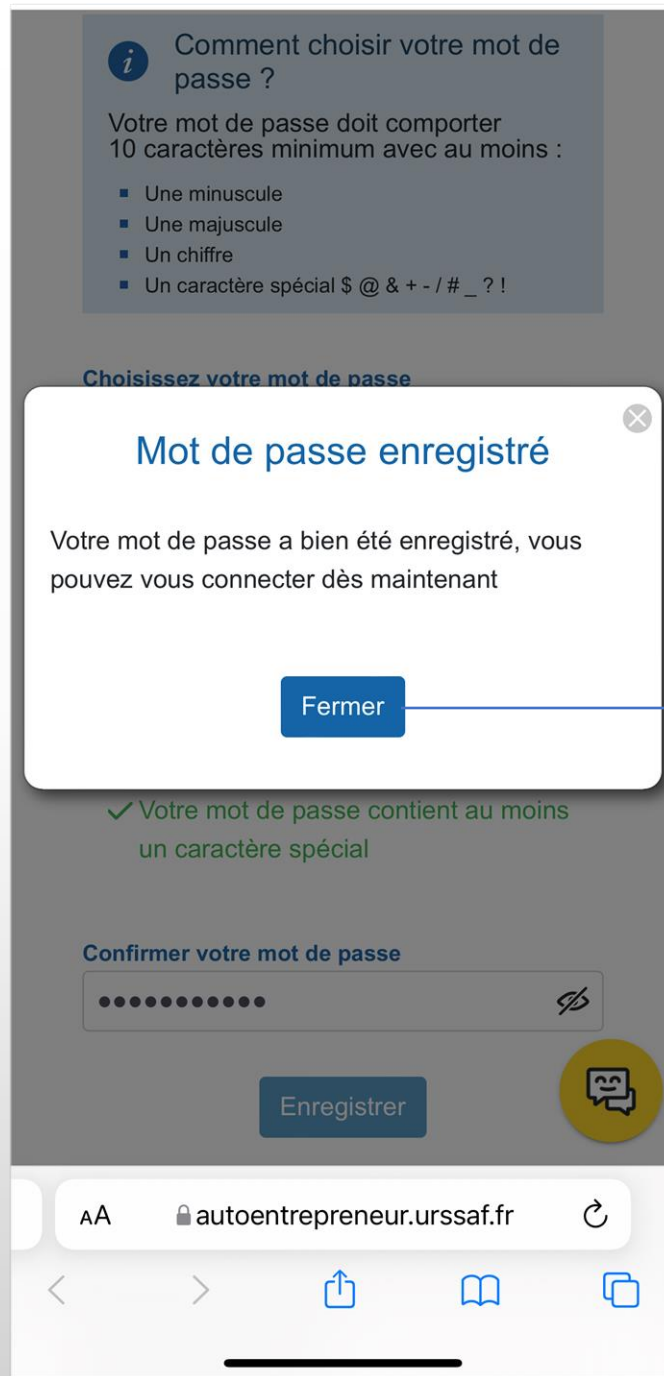 Comment choisir votre mot de
passe ?
Votre mot de passe doit comporter
10 caractères minimum avec au moins :
Une minuscule
Une majuscule
Un chiffre
Un caractère spécial $ @ & + - / # _ ? !
Choisissez votre mot de passe
Mot de passe enregistré
Votre mot de passe a bien été enregistré, vous
pouvez vous connecter dès maintenant
Fermer
Votre mot de passe contient au moins
un caractère spécial
Confirmer votre mot de passe
Enregistrer
AA autoentrepreneur.urssaf.fr